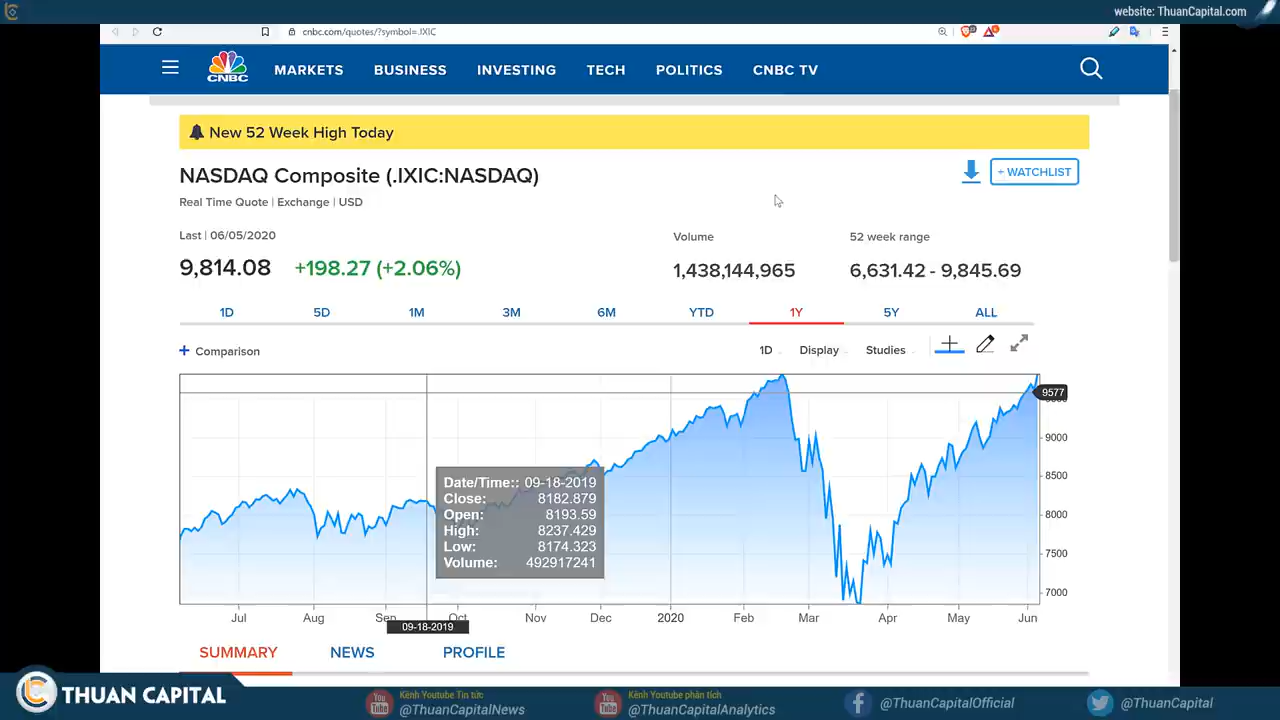 website: ThuanCapital.com
cnbc.com/quotes/?symbol=.IXIC
CNBC
MARKETS BUSINESS INVESTING TECH POLITICS CNBC TV
New 52 Week High Today
NASDAQ Composite (.IXIC:NASDAQ)
+ WATCHLIST
Real Time Quote | Exchange | USD
Last | 06/05/2020
Volume
52 week range
9,814.08 +198.27 (+2.06%)
1,438,144,965
6,631.42 - 9,845.69
1D 5D 1M 3M 6M YTD 1Y 5Y ALL
+ Comparison
1D Display Studies
9577
9000
8500
8000
7500
7000
Date/Time:: 09-18-2019
Close: 8182.879
Open: 8193.59
High: 8237.429
Low: 8174.323
Volume: 492917241
Jul Aug Sep Oct Nov Dec 2020 Feb Mar Apr May Jun
09-18-2019
SUMMARY NEWS PROFILE
THUAN CAPITAL
You Tube
Kênh Youtube Tin tức:
@ThuanCapitalNews
You Tube
Kênh Youtube phân tích
@ThuanCapitalAnalytics
@ThuanCapitalOfficial
@ThuanCapital